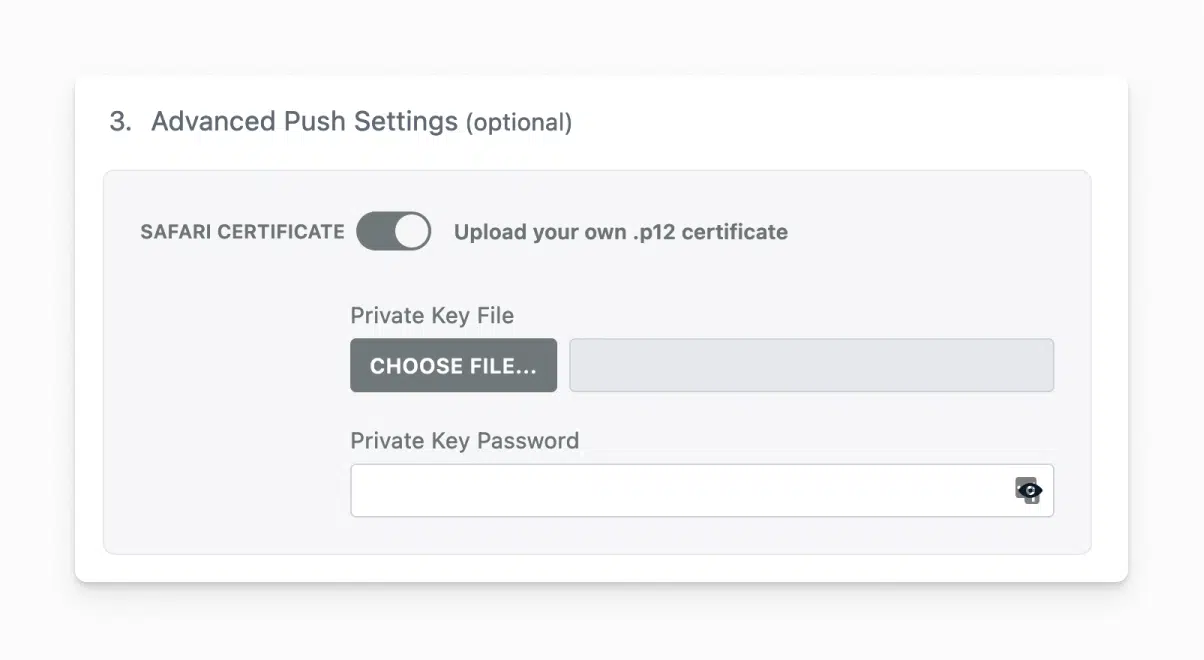 3. Advanced Push Settings (optional)
SAFARI CERTIFICATE Upload your own .p12 certificate
Private Key File
CHOOSE FILE...
Private Key Password